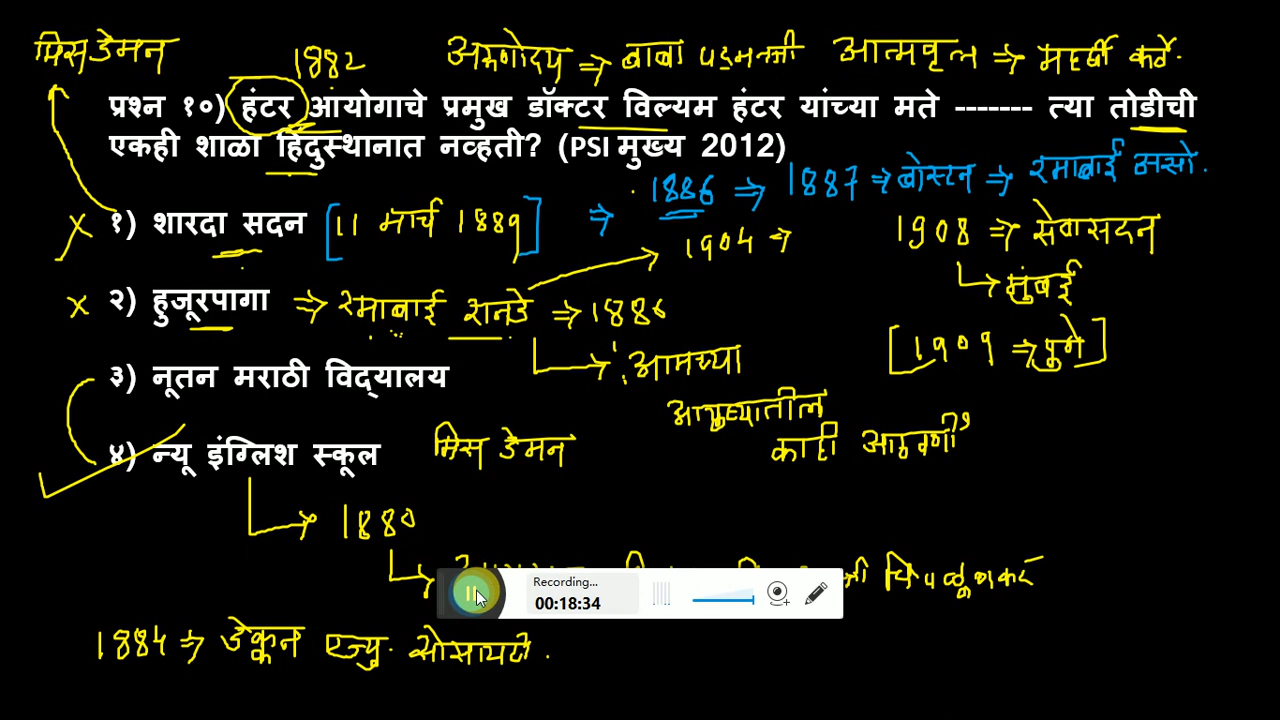 मिस डेमन
1882
अरुणोदय ⇒ बाबा पद्मनजी आत्मवृत्त ⇒ महर्षी कर्वे.
प्रश्न १०) हंटर आयोगाचे प्रमुख डॉक्टर विल्यम हंटर यांच्या मते ------- त्या तोडीची
एकही शाळा हिंदुस्थानात नव्हती? (PSI मुख्य 2012)
⇒ 1886 ⇒ 1887 ⇒ बोस्टन ⇒ रमाबाई असो.
१) शारदा सदन [11 मार्च 1889]
1904 ⇒ 1908 ⇒ सेवासदन
→ मुंबई
२) हुजूरपागा ⇒ रमाबाई रानडे ⇒ 1886
[1909 ⇒ पुणे]
→ आमच्या
३) नूतन मराठी विद्यालय
आयुष्यातील
काही आठवणी
४) न्यू इंग्लिश स्कूल मिस डेमन
→ 1880
चिपळूणकर
Recording...
00:18:34
1884 ⇒ डेक्कन एज्यु. सोसायटी.